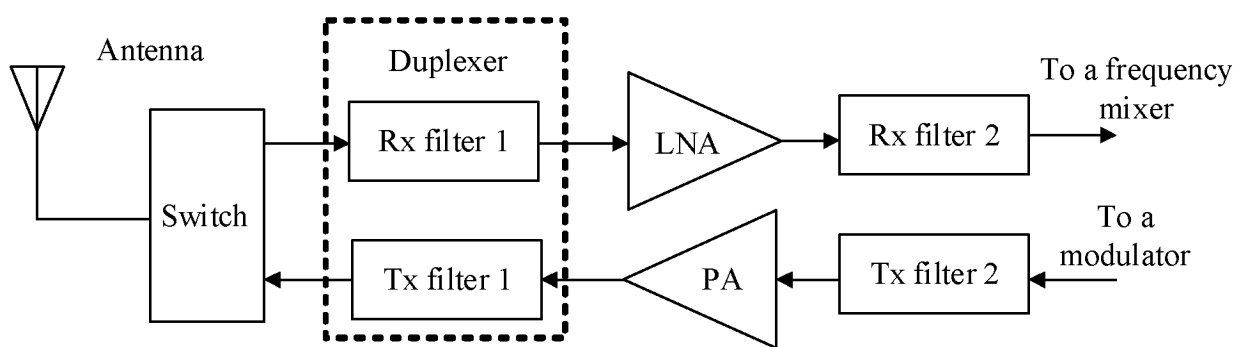 Antenna
Duplexer
To a frequency
mixer
Rx filter 1
LNA
Rx filter 2
Switch
To a
modulator
Tx filter 1
PA
Tx filter 2